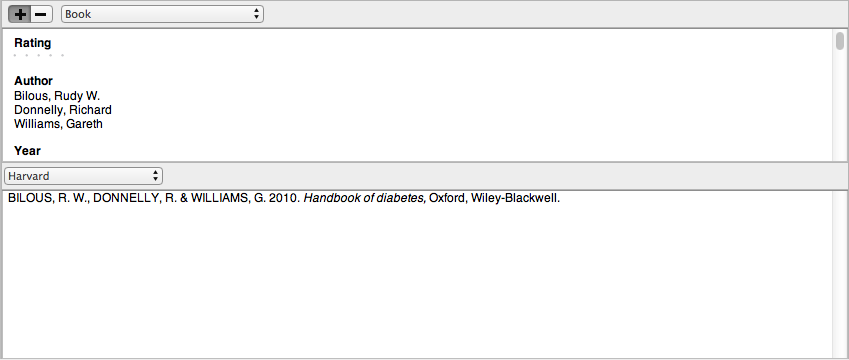 Book
Rating
Author
Bilous, Rudy W.
Donnelly, Richard
Williams, Gareth
Year
Harvard
BILOUS, R. W., DONNELLY, R. & WILLIAMS, G. 2010. Handbook of diabetes, Oxford, Wiley-Blackwell.